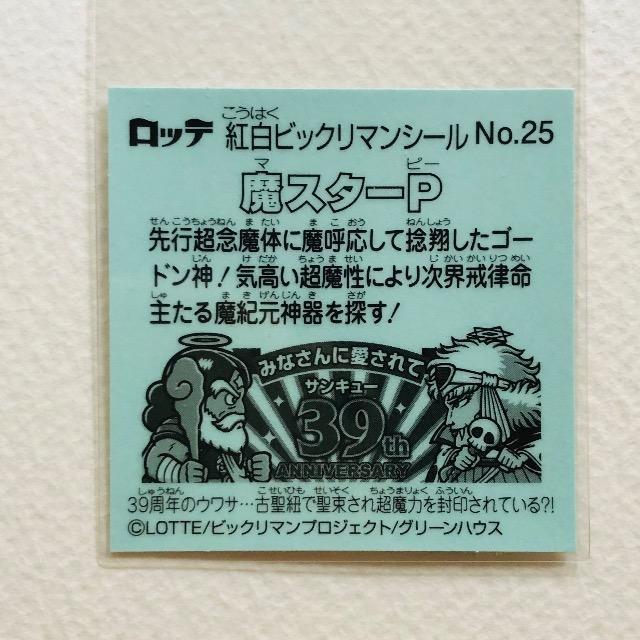 ロッテ 紅白ビックリマンシール No.25
こうはく
魔スターP
マ ピー
先行超念魔体に魔呼応して捻翔したゴー
せんこうちょうねん ま たい ま こ おう ねんしょう
ドン神!気高い超魔性により次界戒律命
じん け だか ちょう ま せい じ かいかいりつめい
主たる魔紀元神器を探す!
しゅ ま き げんじん き さが
みなさんに愛されて
サンキュー
39th
ANNIVERSARY
39周年のウワサ…古聖紐で聖束され超魔力を封印されている?!
しゅうねん こせいひも せいそく ちょうまりょく ふういん
©LOTTE/ビックリマンプロジェクト/グリーンハウス